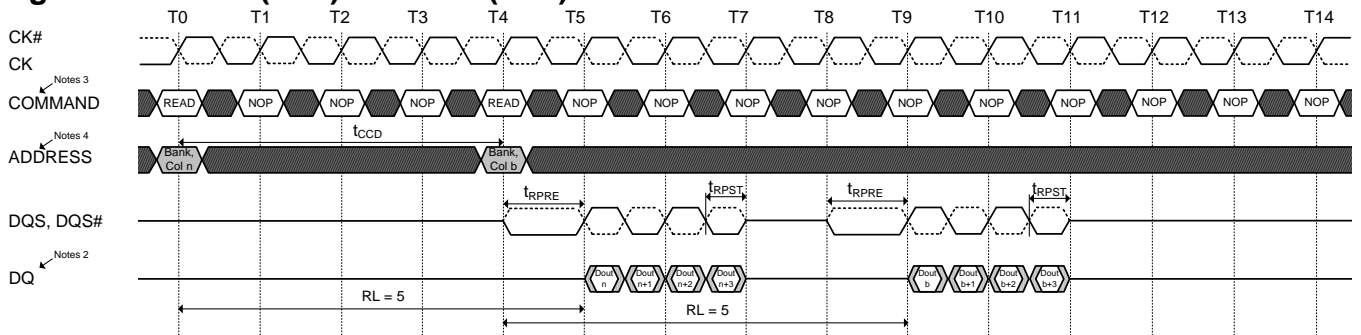 T0 T1 T2 T3 T4 T5 T6 T7 T8 T9 T10 T11 T12 T13 T14
CK#
CK
Notes 3
COMMAND READ NOP NOP NOP READ NOP NOP NOP NOP NOP NOP NOP NOP NOP NOP
tCCD
Notes 4
ADDRESS
Bank, Col n
Bank, Col b
tRPRE tRPST tRPRE tRPST
DQS, DQS#
Notes 2
DQ
Dout n
Dout n+1
Dout n+2
Dout n+3
Dout b
Dout b+1
Dout b+2
Dout b+3
RL = 5
RL = 5